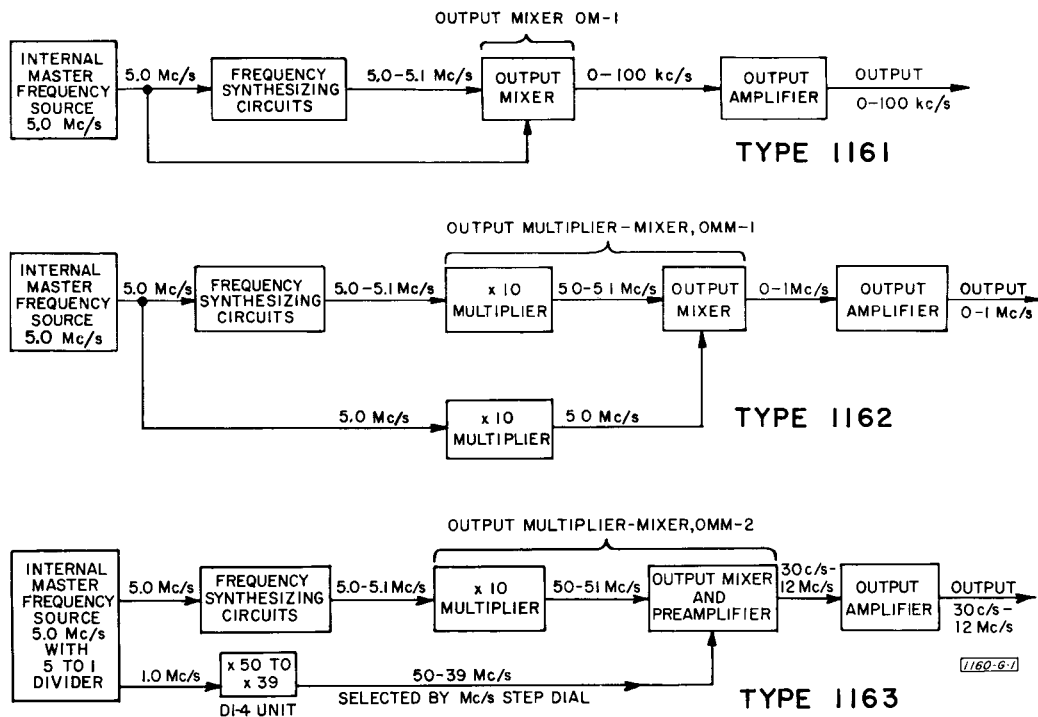 OUTPUT MIXER OM-1
INTERNAL
MASTER
FREQUENCY
SOURCE
5.0 Mc/s
5.0 Mc/s
FREQUENCY
SYNTHESIZING
CIRCUITS
5.0-5.1 Mc/s
OUTPUT
MIXER
0-100 kc/s
OUTPUT
AMPLIFIER
OUTPUT
0-100 kc/s
TYPE 1161
OUTPUT MULTIPLIER-MIXER, OMM-1
INTERNAL
MASTER
FREQUENCY
SOURCE
5.0 Mc/s
5.0 Mc/s
FREQUENCY
SYNTHESIZING
CIRCUITS
5.0-5.1 Mc/s
x 10
MULTIPLIER
50-51 Mc/s
OUTPUT
MIXER
0-1 Mc/s
OUTPUT
AMPLIFIER
OUTPUT
0-1 Mc/s
5.0 Mc/s
x 10
MULTIPLIER
50 Mc/s
TYPE 1162
OUTPUT MULTIPLIER-MIXER, OMM-2
INTERNAL
MASTER
FREQUENCY
SOURCE
5.0 Mc/s
WITH
5 TO 1
DIVIDER
5.0 Mc/s
FREQUENCY
SYNTHESIZING
CIRCUITS
5.0-5.1 Mc/s
x 10
MULTIPLIER
50-51 Mc/s
OUTPUT MIXER
AND
PREAMPLIFIER
30 c/s-
12 Mc/s
OUTPUT
AMPLIFIER
OUTPUT
30 c/s-
12 Mc/s
1.0 Mc/s
x 50 TO
x 39
DI-4 UNIT
50-39 Mc/s
SELECTED BY Mc/s STEP DIAL
TYPE 1163
1160-G-1